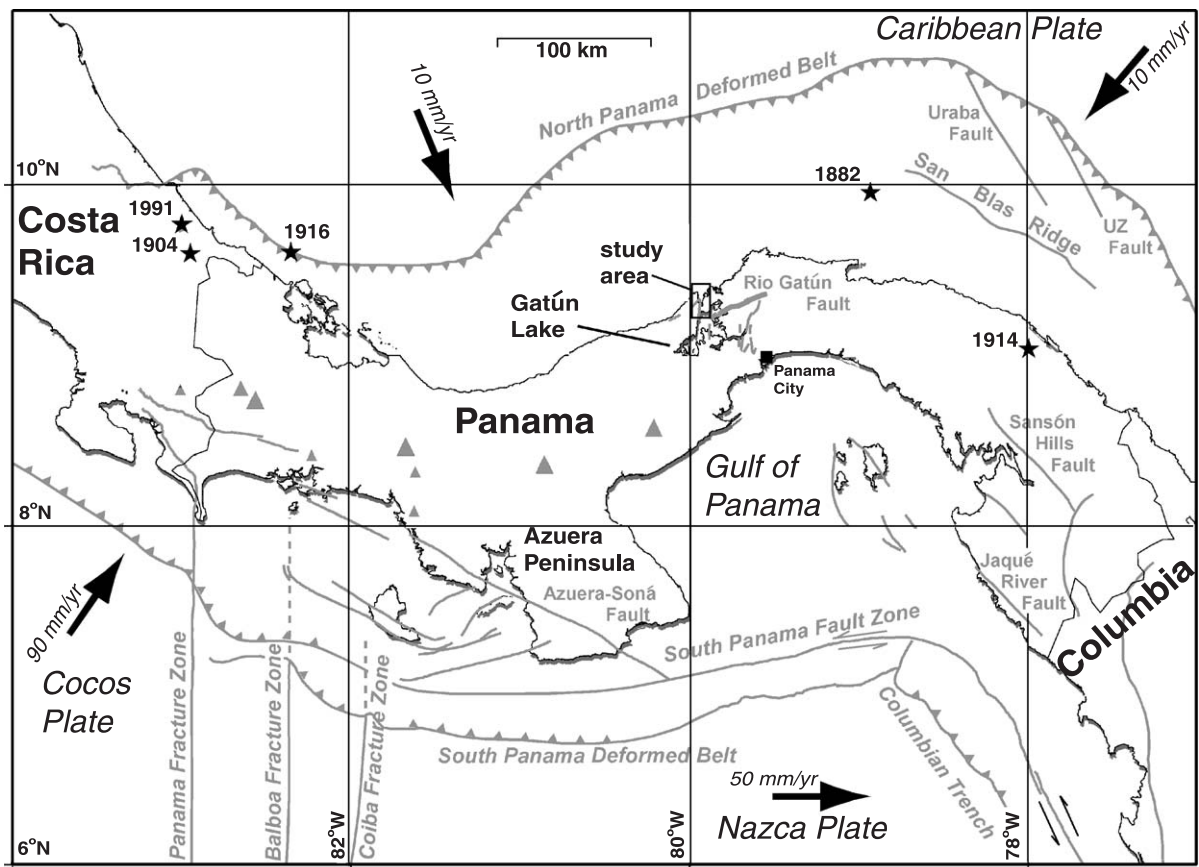 Caribbean Plate
100 km
10 mm/yr
10 mm/yr
North Panama Deformed Belt
Uraba
Fault
10°N
1882
San Blas Ridge
Costa
Rica
1991
1904
1916
UZ
Fault
study
area
Rio Gatún
Fault
Gatún
Lake
1914
Panama
City
Panama
Sansón
Hills
Fault
Gulf of
Panama
8°N
Azuera
Peninsula
Azuera-Soná
Fault
Jaqué
River
Fault
Columbia
90 mm/yr
South Panama Fault Zone
Cocos
Plate
Panama Fracture Zone
Balboa Fracture Zone
Coiba Fracture Zone
South Panama Deformed Belt
Columbian Trench
50 mm/yr
Nazca Plate
6°N
82°W
80°W
78°W